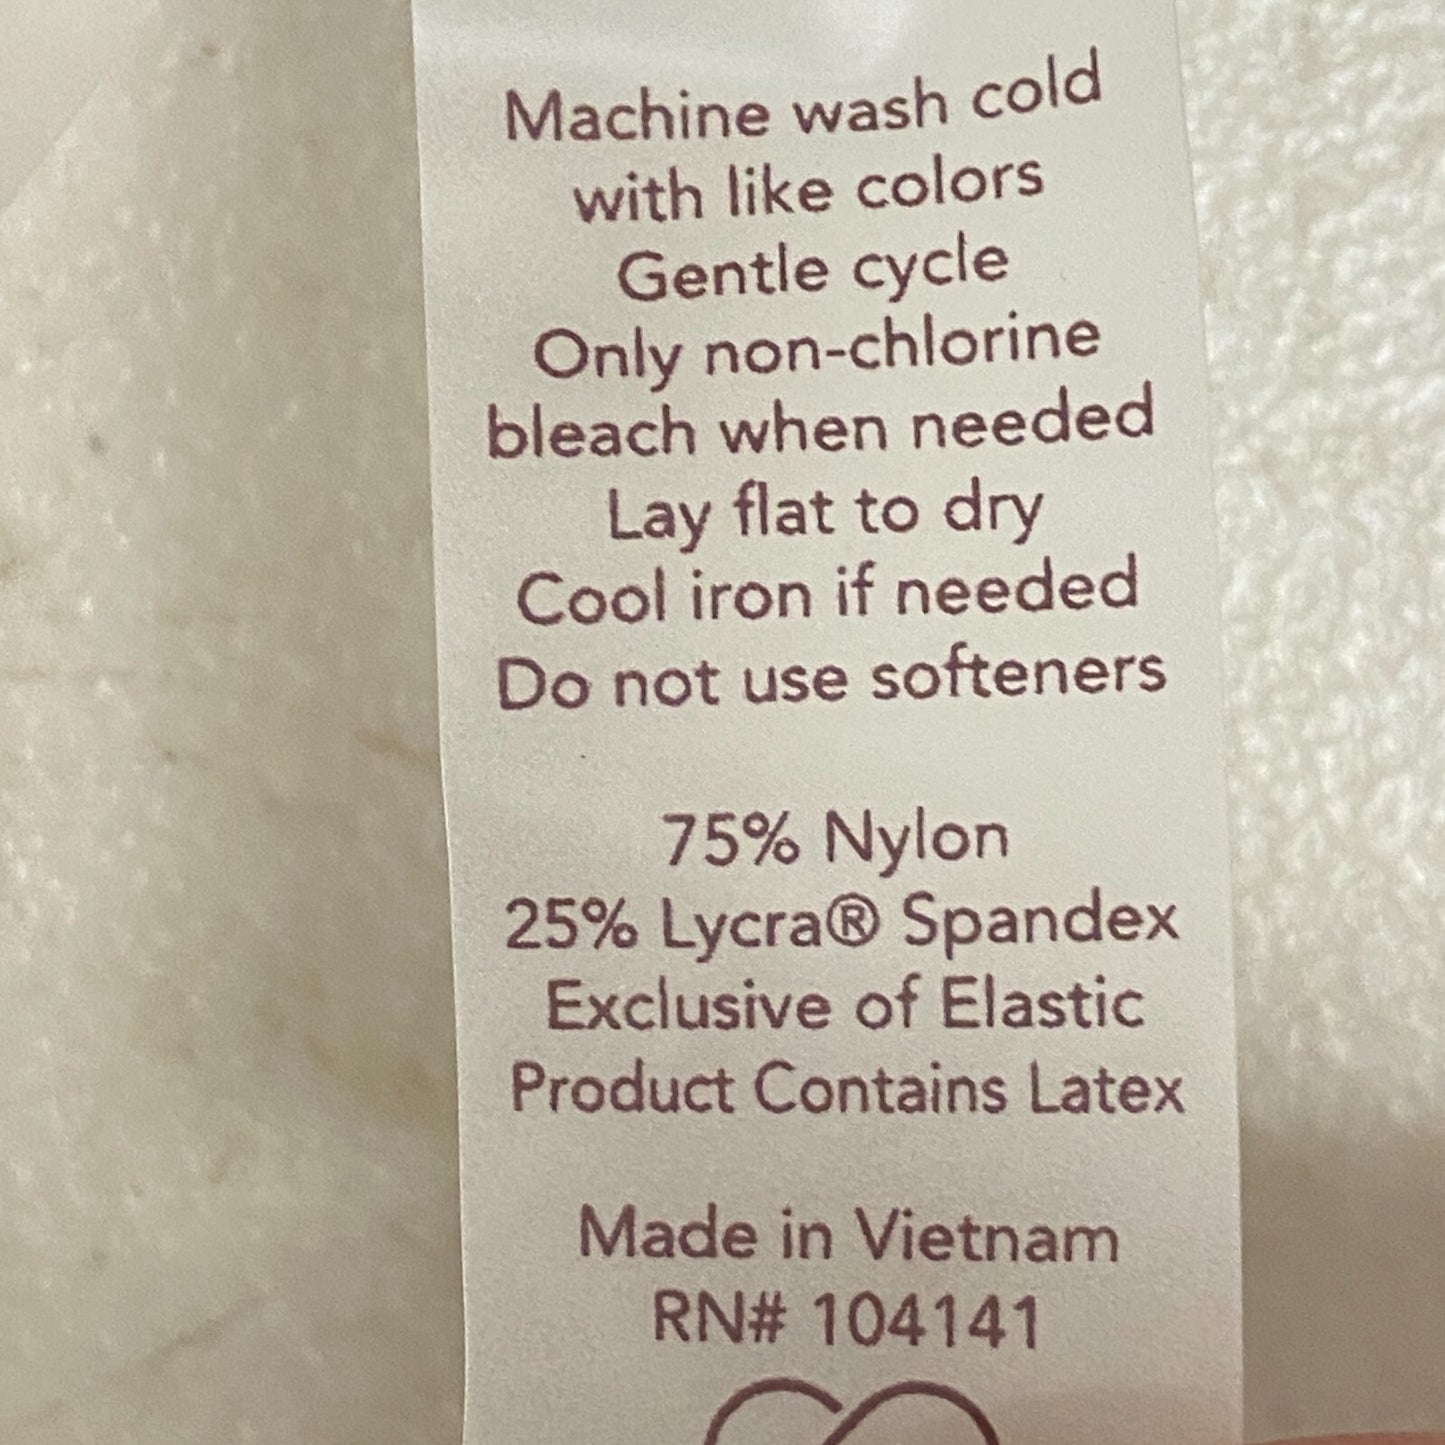 Machine wash cold
with like colors
Gentle cycle
Only non-chlorine
bleach when needed
Lay flat to dry
Cool iron if needed
Do not use softeners
75% Nylon
25% Lycra® Spandex
Exclusive of Elastic
Product Contains Latex
Made in Vietnam
RN# 104141